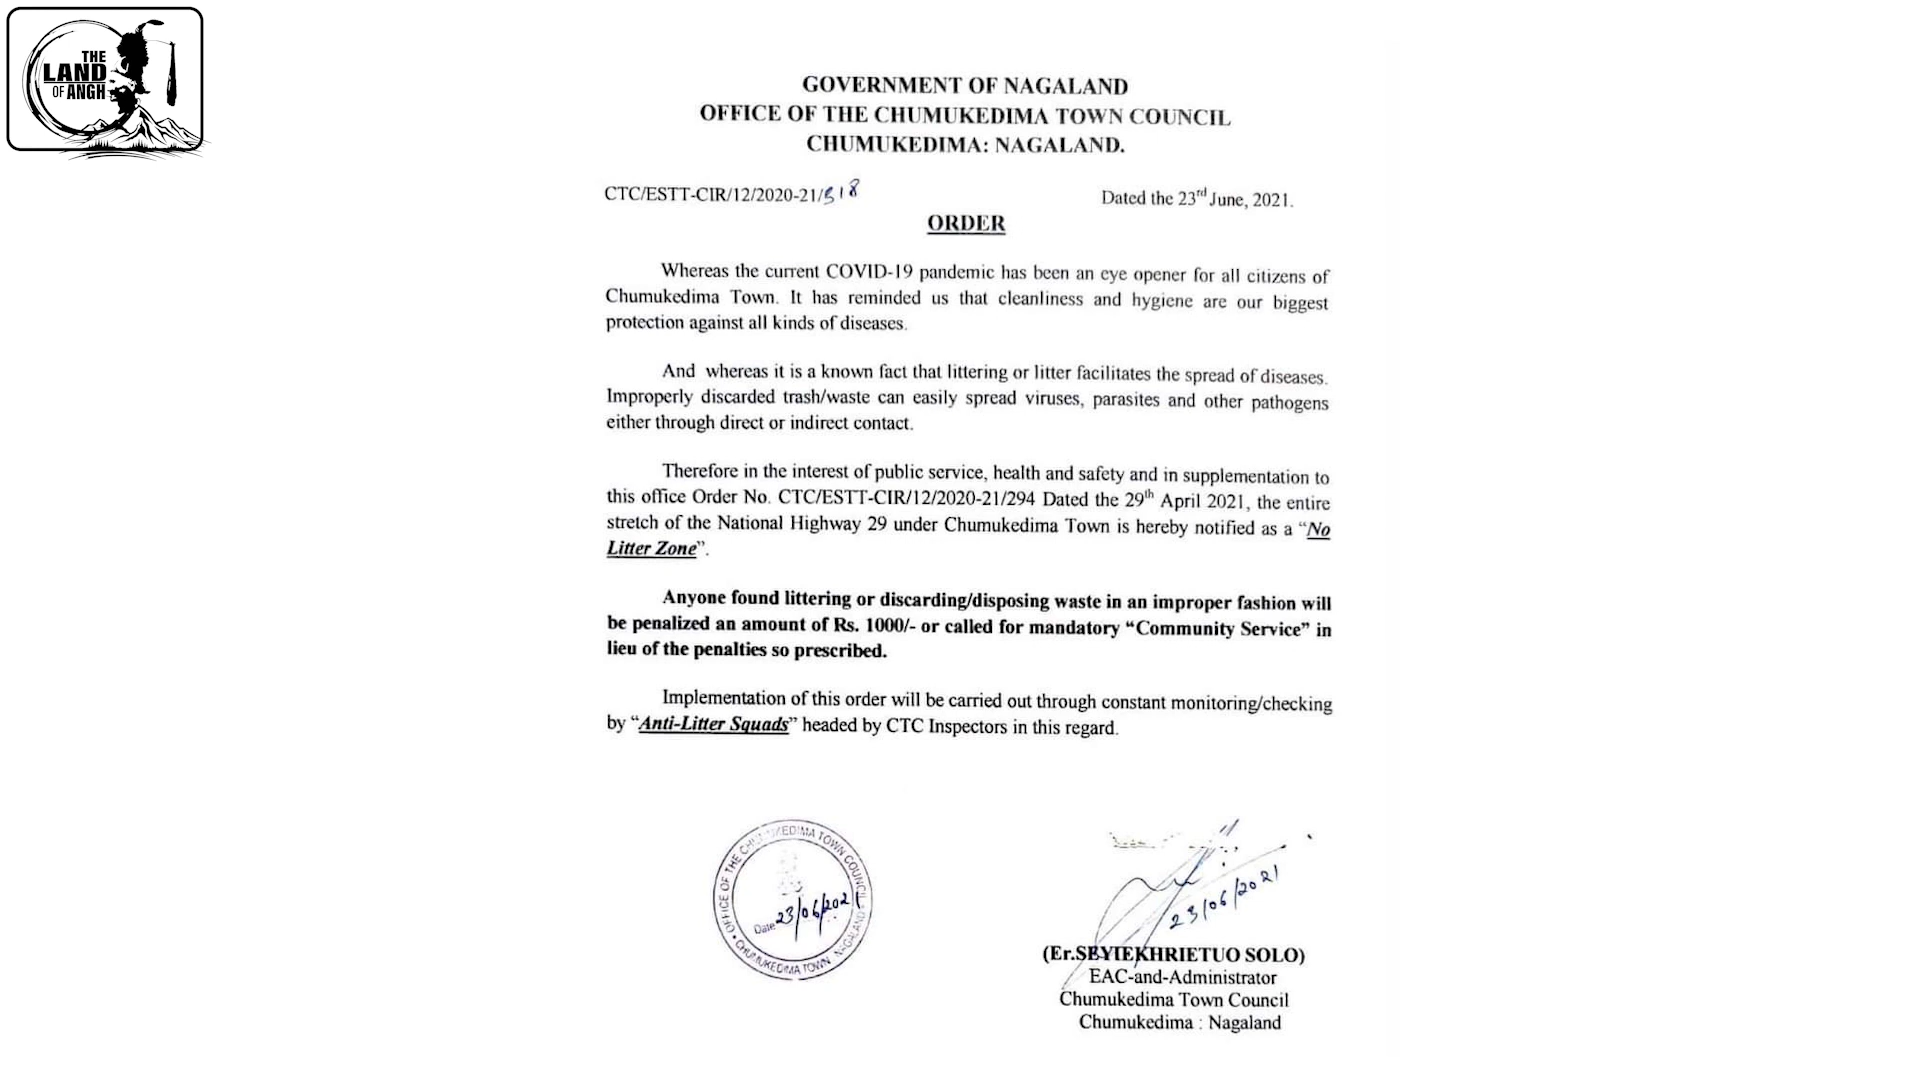 THE
LAND
OF ANGH
GOVERNMENT OF NAGALAND
OFFICE OF THE CHUMUKEDIMA TOWN COUNCIL
CHUMUKEDIMA: NAGALAND.
CTC/ESTT-CIR/12/2020-21/318
Dated the 23rd June, 2021.
ORDER
Whereas the current COVID-19 pandemic has been an eye opener for all citizens of
Chumukedima Town. It has reminded us that cleanliness and hygiene are our biggest
protection against all kinds of diseases.
And whereas it is a known fact that littering or litter facilitates the spread of diseases.
Improperly discarded trash/waste can easily spread viruses, parasites and other pathogens
either through direct or indirect contact.
Therefore in the interest of public service, health and safety and in supplementation to
this office Order No. CTC/ESTT-CIR/12/2020-21/294 Dated the 29th April 2021, the entire
stretch of the National Highway 29 under Chumukedima Town is hereby notified as a “No
Litter Zone”.
Anyone found littering or discarding/disposing waste in an improper fashion will
be penalized an amount of Rs. 1000/- or called for mandatory “Community Service” in
lieu of the penalties so prescribed.
Implementation of this order will be carried out through constant monitoring/checking
by “Anti-Litter Squads” headed by CTC Inspectors in this regard.
OFFICE OF THE CHUMUKEDIMA TOWN COUNCIL
Date 23/06/2021
CHUMUKEDIMA TOWN NAGALAND
23/06/2021
(Er.SEYIEKHRIETUO SOLO)
EAC-and-Administrator
Chumukedima Town Council
Chumukedima : Nagaland